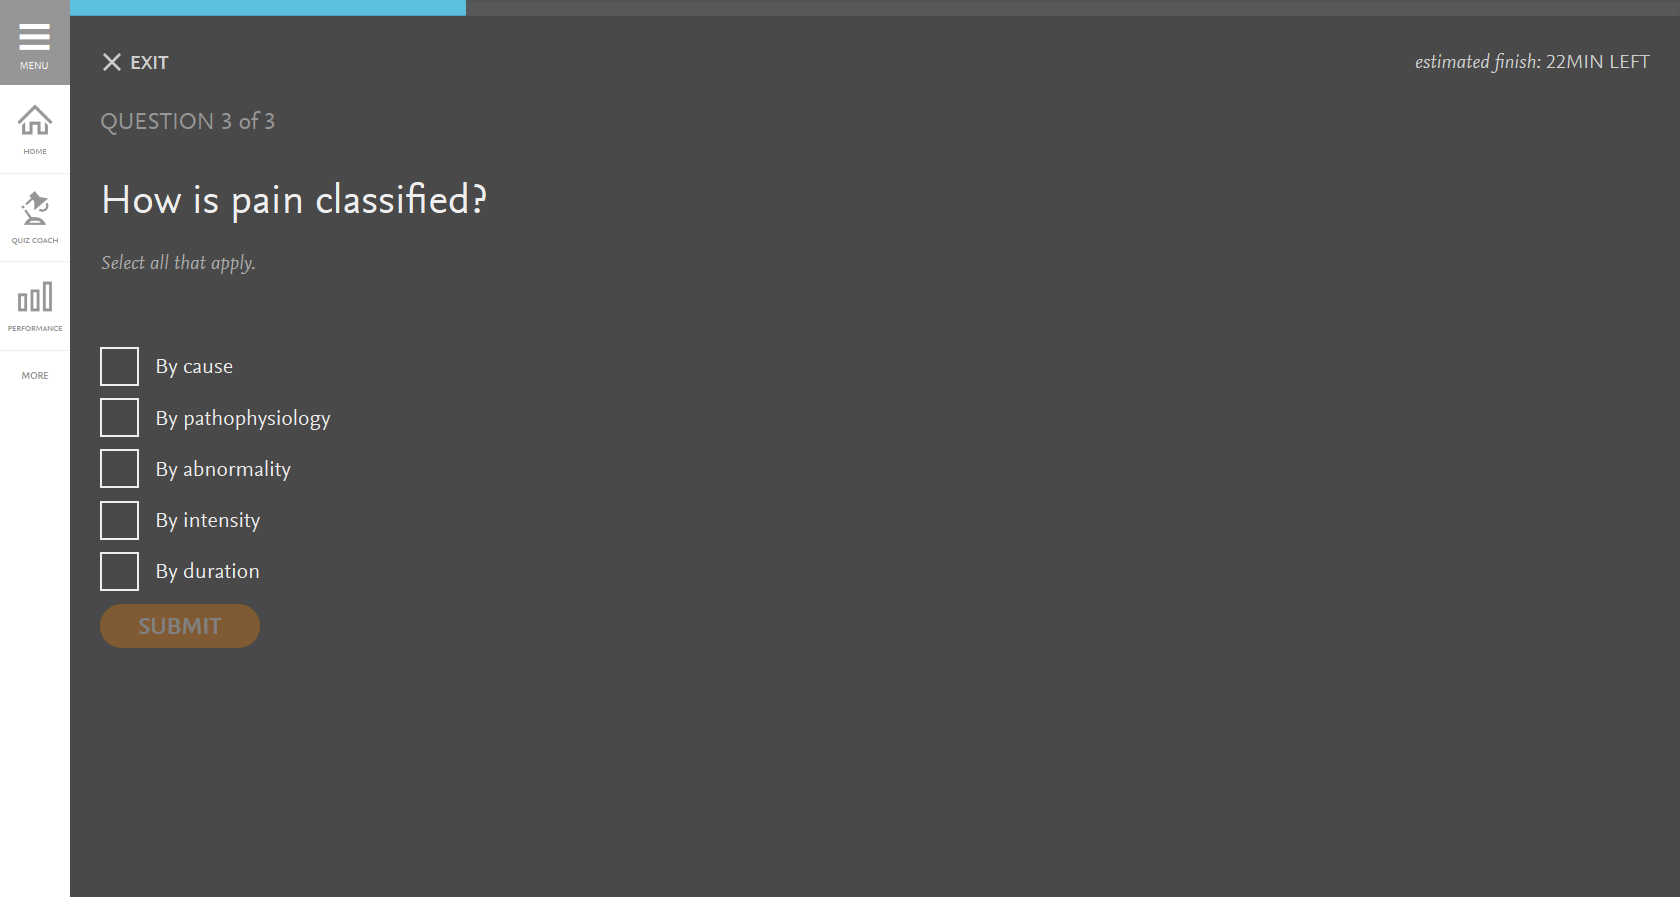 MENU
EXIT
estimated finish: 22MIN LEFT
HOME
QUIZ COACH
PERFORMANCE
MORE
QUESTION 3 of 3
How is pain classified?
Select all that apply.
By cause
By pathophysiology
By abnormality
By intensity
By duration
SUBMIT